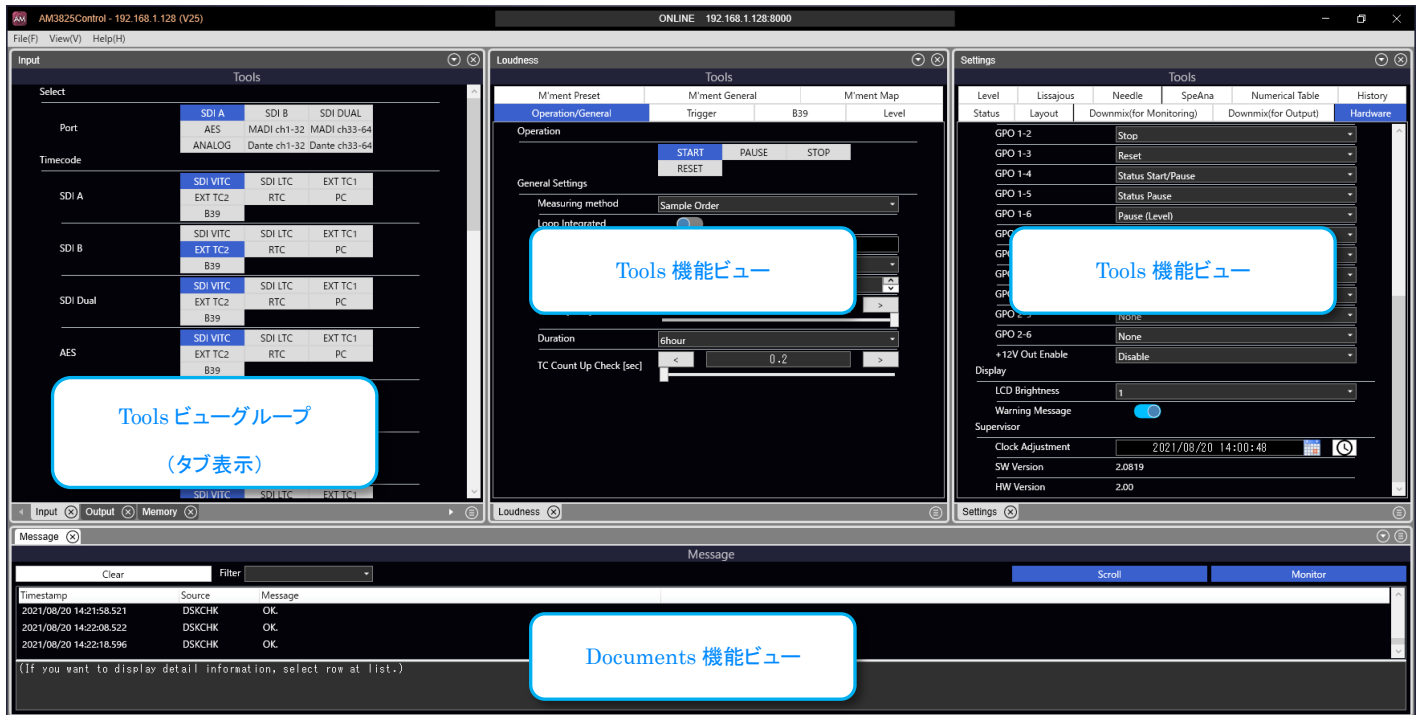 AM AM3825Control - 192.168.1.128 (V25) ONLINE 192.168.1.128:8000
File(F) View(V) Help(H)
Input
Tools
Select
Port
SDI A SDI B SDI DUAL
AES MADI ch1-32 MADI ch33-64
ANALOG Dante ch1-32 Dante ch33-64
Timecode
SDI A
SDI VITC SDI LTC EXT TC1
EXT TC2 RTC PC
B39
SDI B
SDI VITC SDI LTC EXT TC1
EXT TC2 RTC PC
B39
SDI Dual
SDI VITC SDI LTC EXT TC1
EXT TC2 RTC PC
B39
AES
SDI VITC SDI LTC EXT TC1
EXT TC2 RTC PC
B39
Tools ビューグループ
（タブ表示）
SDI VITC SDI LTC EXT TC1
Input Output Memory
Loudness
Tools
M'ment Preset M'ment General M'ment Map
Operation/General Trigger B39 Level
Operation
START PAUSE STOP
RESET
General Settings
Measuring method Sample Order
Loop Integrated
Tools 機能ビュー
>
Duration 6hour
TC Count Up Check [sec] < 0.2 >
Loudness
Settings
Tools
Level Lissajous Needle SpeAna Numerical Table History
Status Layout Downmix(for Monitoring) Downmix(for Output) Hardware
GPO 1-2 Stop
GPO 1-3 Reset
GPO 1-4 Status Start/Pause
GPO 1-5 Status Pause
GPO 1-6 Pause (Level)
GPO
GPO
GPO
GPO
Tools 機能ビュー
GPO 2-5 None
GPO 2-6 None
+12V Out Enable Disable
Display
LCD Brightness 1
Warning Message
Supervisor
Clock Adjustment 2021/08/20 14:00:48
SW Version 2.0819
HW Version 2.00
Settings
Message
Message
Clear Filter Scroll Monitor
Timestamp Source Message
2021/08/20 14:21:58.521 DSKCHK OK.
2021/08/20 14:22:08.522 DSKCHK OK.
2021/08/20 14:22:18.596 DSKCHK OK.
(If you want to display detail information, select row at list.)
Documents 機能ビュー